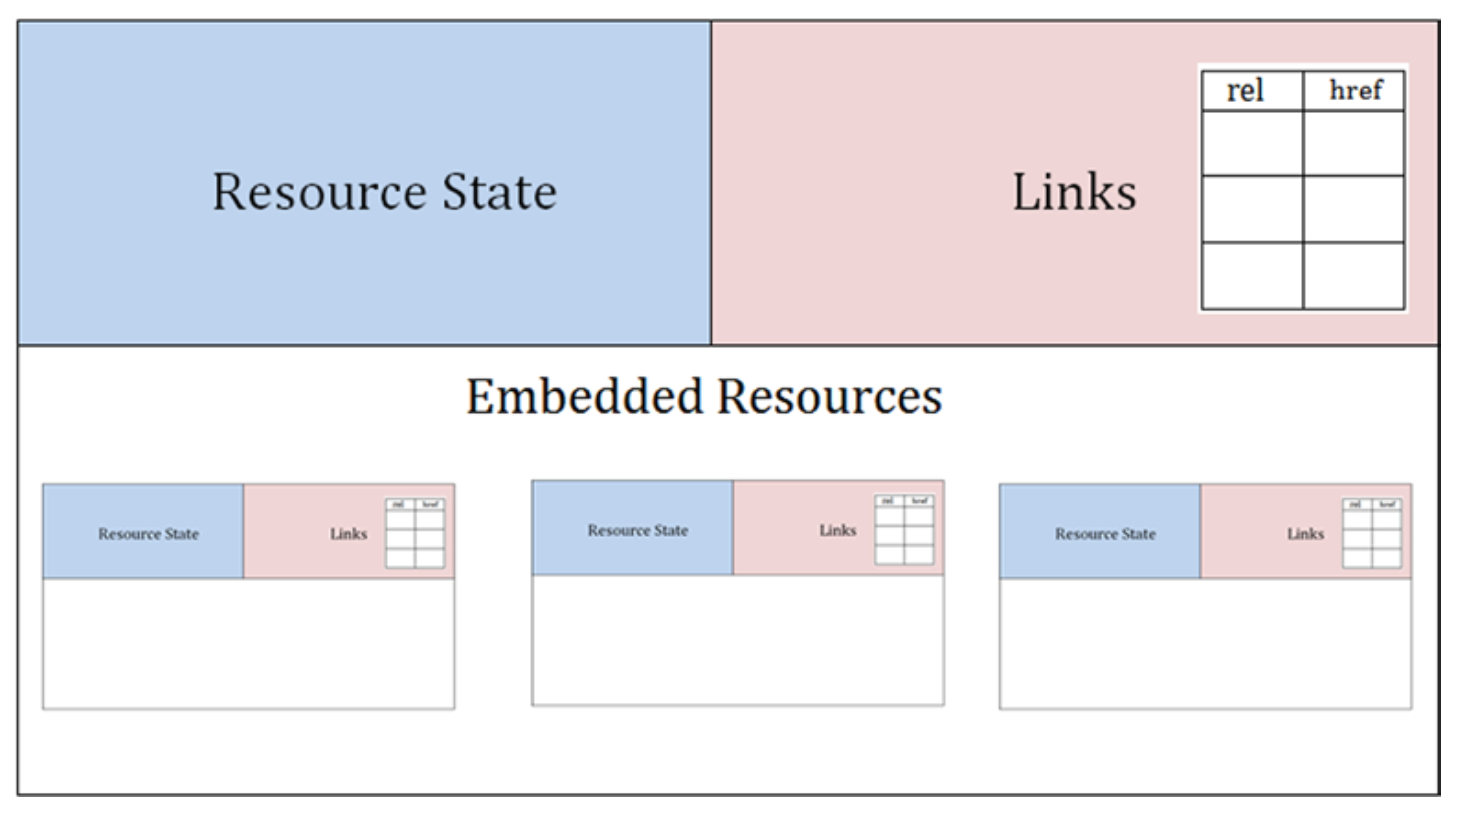 Resource State
Links
rel href
Embedded Resources
Resource State
Links
rel href
Resource State
Links
rel href
Resource State
Links
rel href